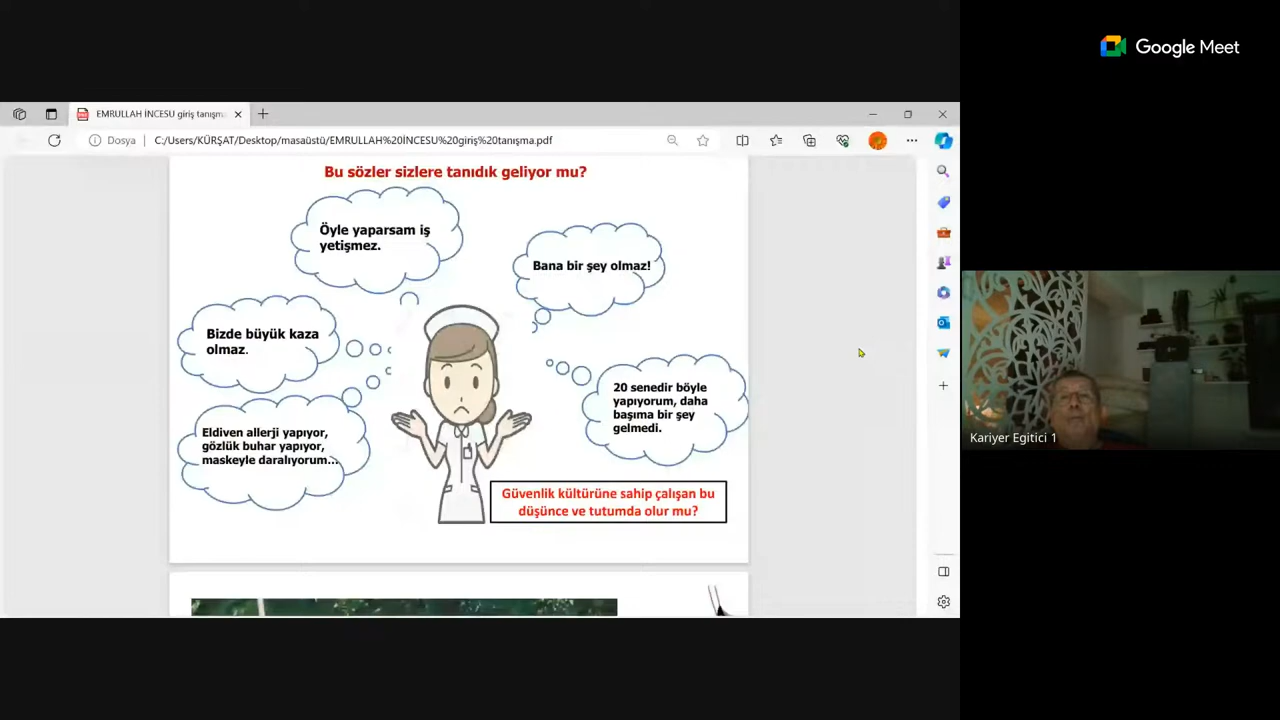 Google Meet
EMRULLAH İNCESU giriş tanışm
Dosya
C:/Users/KÜRŞAT/Desktop/masaüstü/EMRULLAH%20İNCESU%20giriş%20tanışma.pdf
Bu sözler sizlere tanıdık geliyor mu?
Öyle yaparsam iş
yetişmez.
Bana bir şey olmaz!
Bizde büyük kaza
olmaz.
20 senedir böyle
yapıyorum, daha
başıma bir şey
gelmedi.
Eldiven allerji yapıyor,
gözlük buhar yapıyor,
maskeyle daralıyorum...
Güvenlik kültürüne sahip çalışan bu
düşünce ve tutumda olur mu?
Kariyer Egitici 1